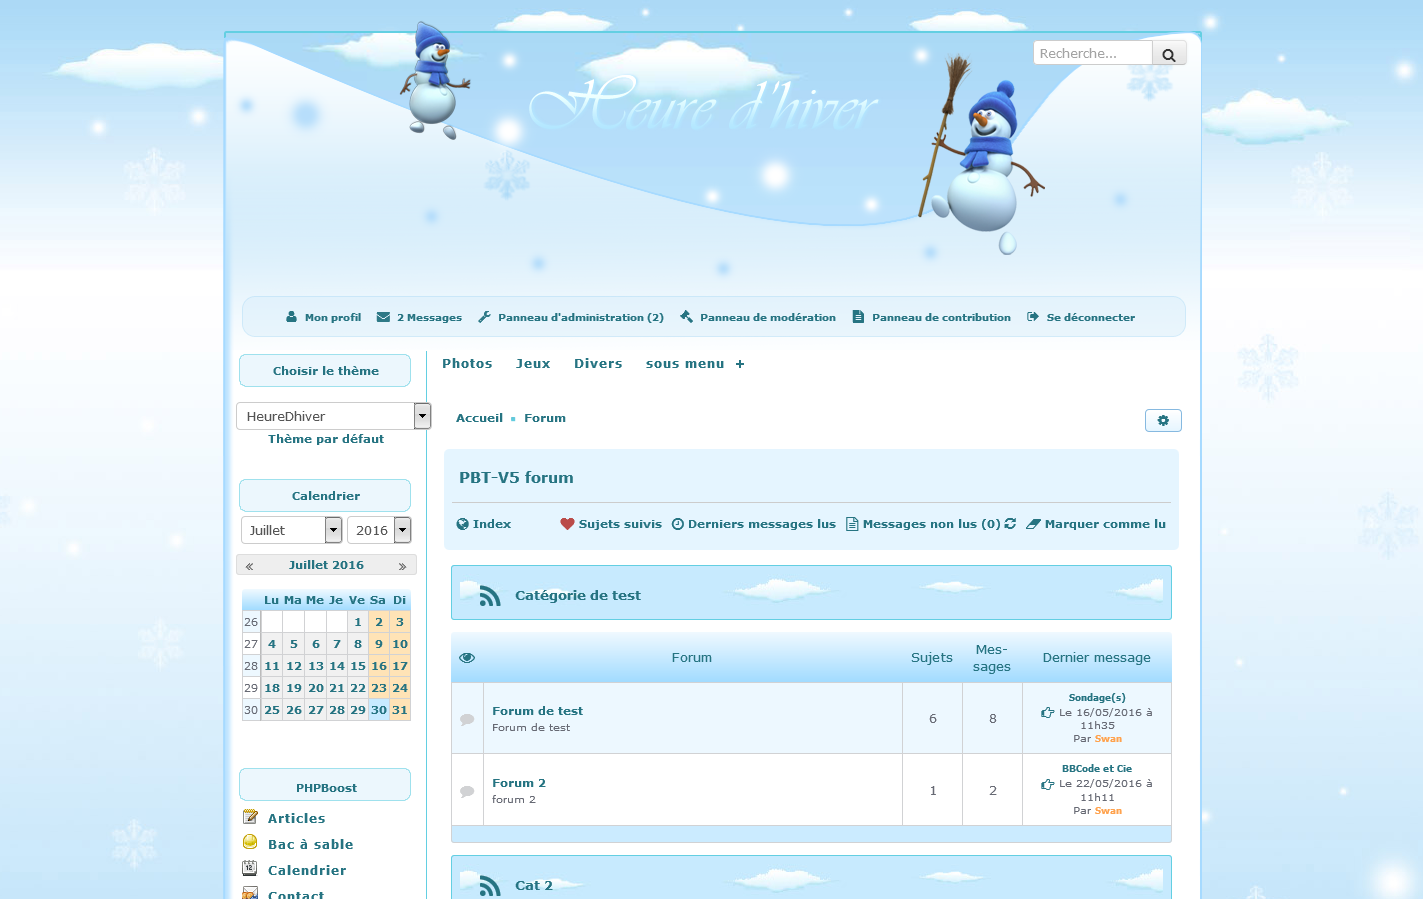 Recherche...
Heure d'hiver
Mon profil 2 Messages Panneau d'administration (2) Panneau de modération Panneau de contribution Se déconnecter
Choisir le thème
HeureDhiver
Thème par défaut
Calendrier
Juillet 2016
« Juillet 2016 »
Lu Ma Me Je Ve Sa Di
26 1 2 3
27 4 5 6 7 8 9 10
28 11 12 13 14 15 16 17
29 18 19 20 21 22 23 24
30 25 26 27 28 29 30 31
PHPBoost
Articles
Bac à sable
Calendrier
Contact
Photos Jeux Divers sous menu +
Accueil Forum
PBT-V5 forum
Index Sujets suivis Derniers messages lus Messages non lus (0) Marquer comme lu
Catégorie de test
Forum Sujets Mes-
sages Dernier message
Forum de test
Forum de test
6 8
Sondage(s)
Le 16/05/2016 à
11h35
Par Swan
Forum 2
forum 2
1 2
BBCode et Cie
Le 22/05/2016 à
11h11
Par Swan
Cat 2